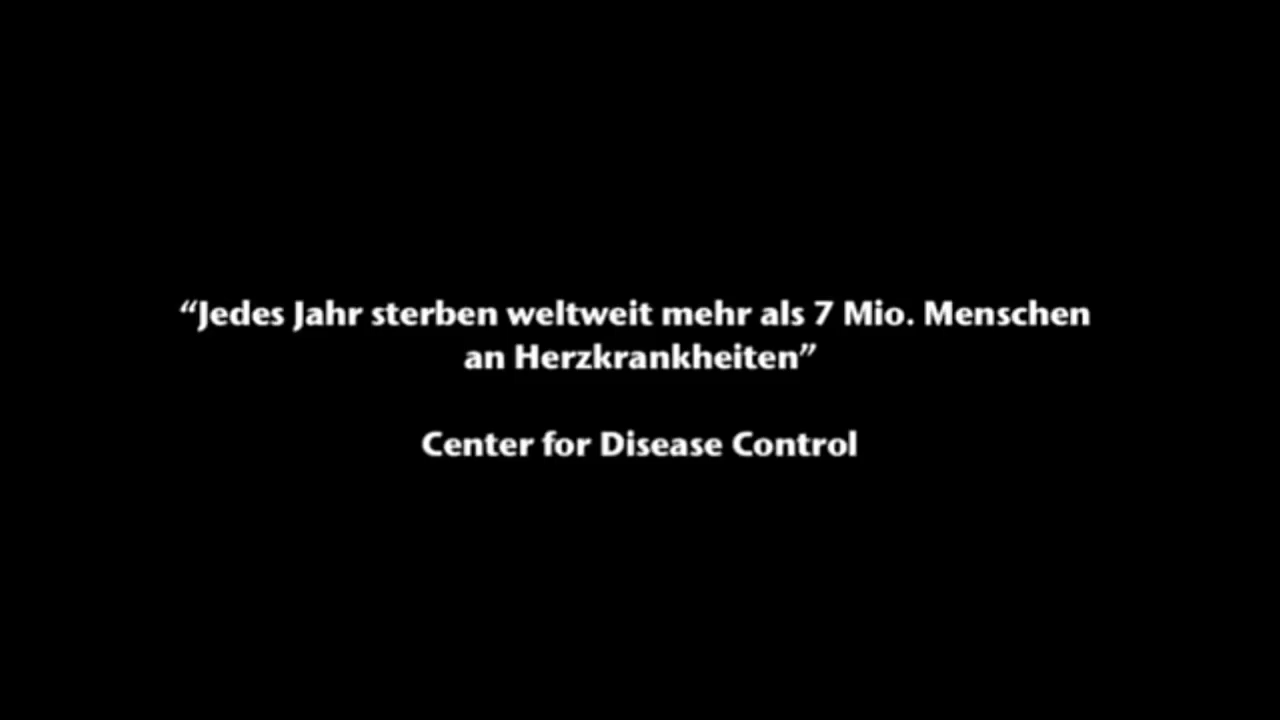 “Jedes Jahr sterben weltweit mehr als 7 Mio. Menschen
an Herzkrankheiten”
Center for Disease Control